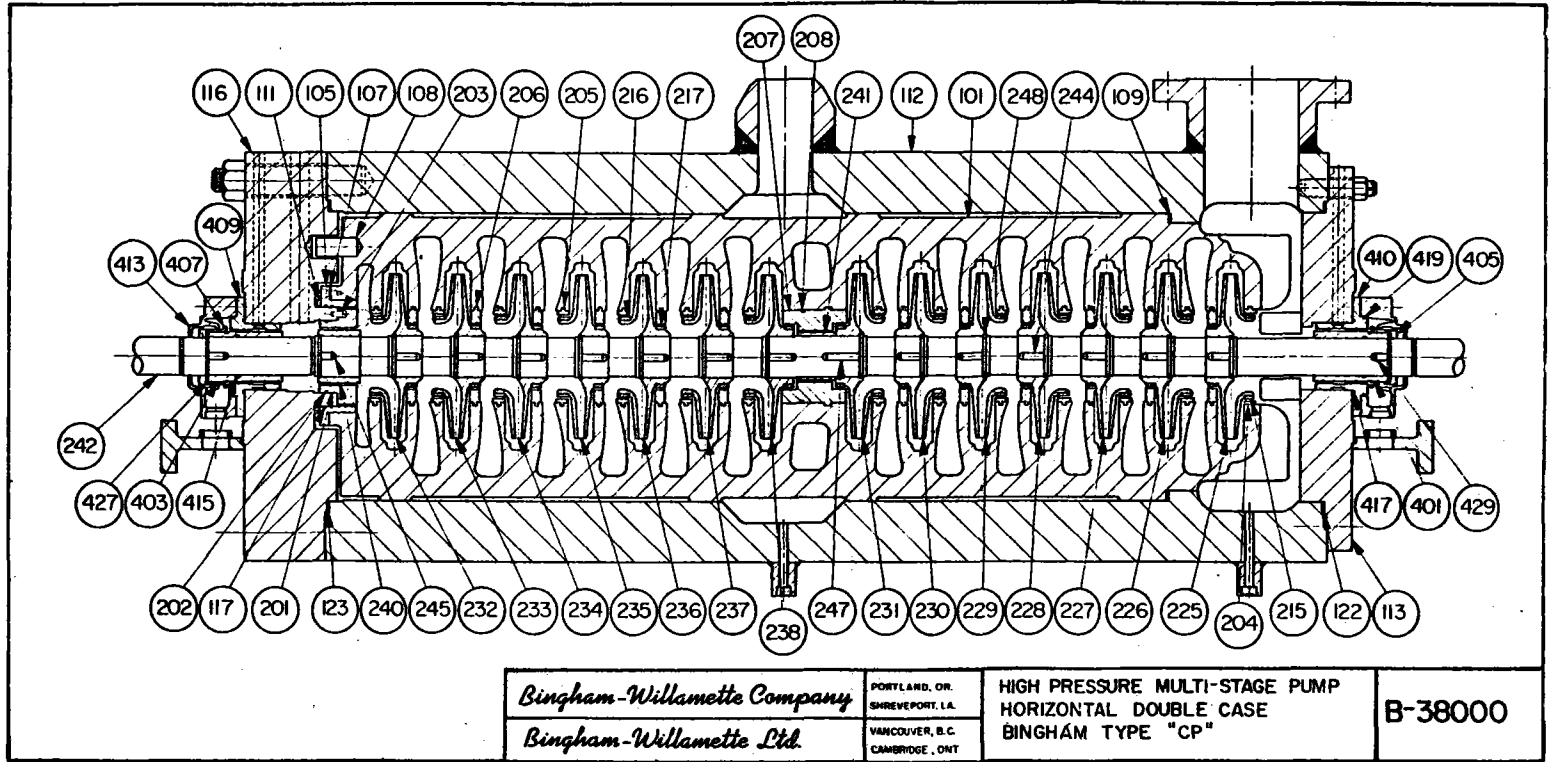 207 208
116 111 105 107 108 203 206 205 216 217 241 112 101 248 244 109
409
413 407
410 419 405
242
427 403 415
417 401 429
202 117 201 123 240 245 232 233 234 235 236 237 238 247 231 230 229 228 227 226 225 204 215 122 113
Bingham-Willamette Company
PORTLAND, OR.
SHREVEPORT, LA.
Bingham-Willamette Ltd.
VANCOUVER, B.C.
CAMBRIDGE, ONT
HIGH PRESSURE MULTI-STAGE PUMP
HORIZONTAL DOUBLE CASE
BINGHAM TYPE "CP"
B-38000